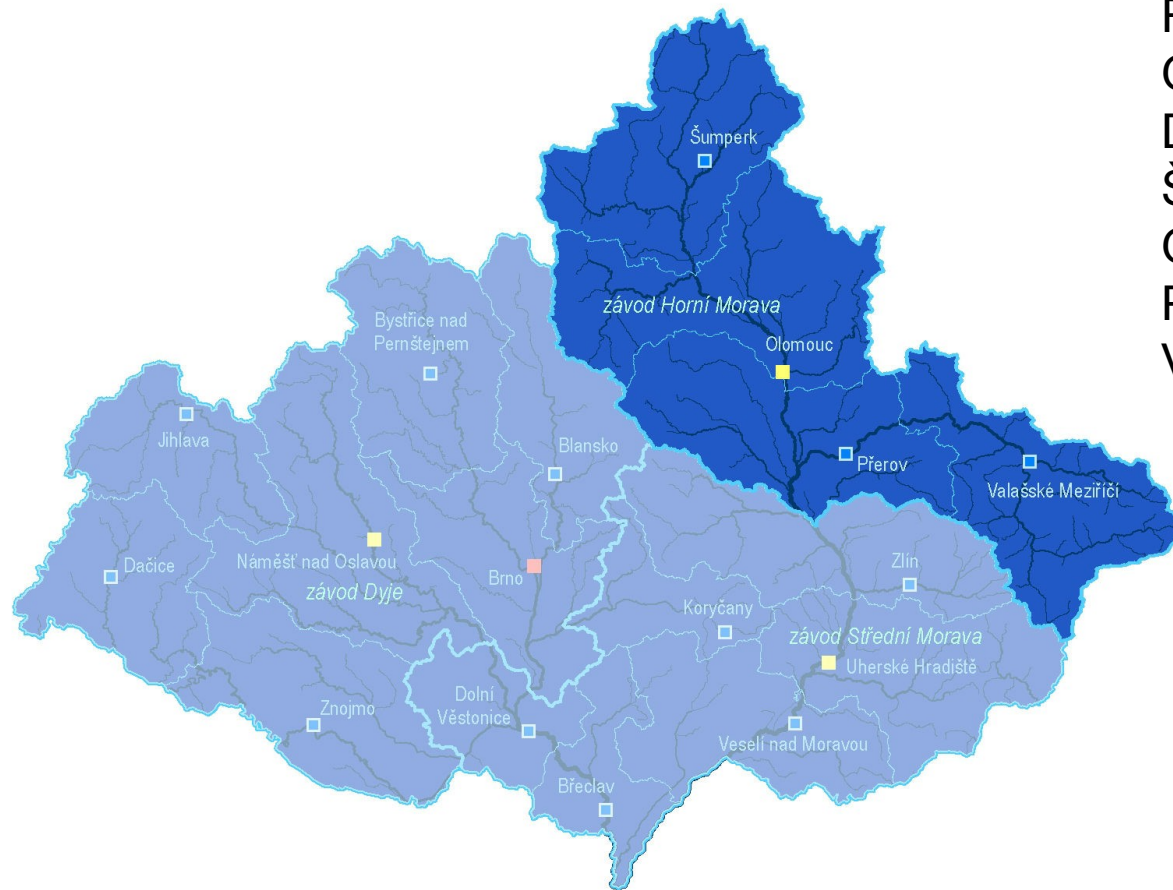 Šumperk
závod Horní Morava
Olomouc
Bystřice nad
Pernštejnem
Jihlava
Blansko
Přerov
Valašské Meziříčí
Náměšť nad Oslavou
závod Dyje
Dačice
Brno
Zlín
Koryčany
závod Střední Morava
Uherské Hradiště
Dolní
Věstonice
Znojmo
Veselí nad Moravou
Břeclav